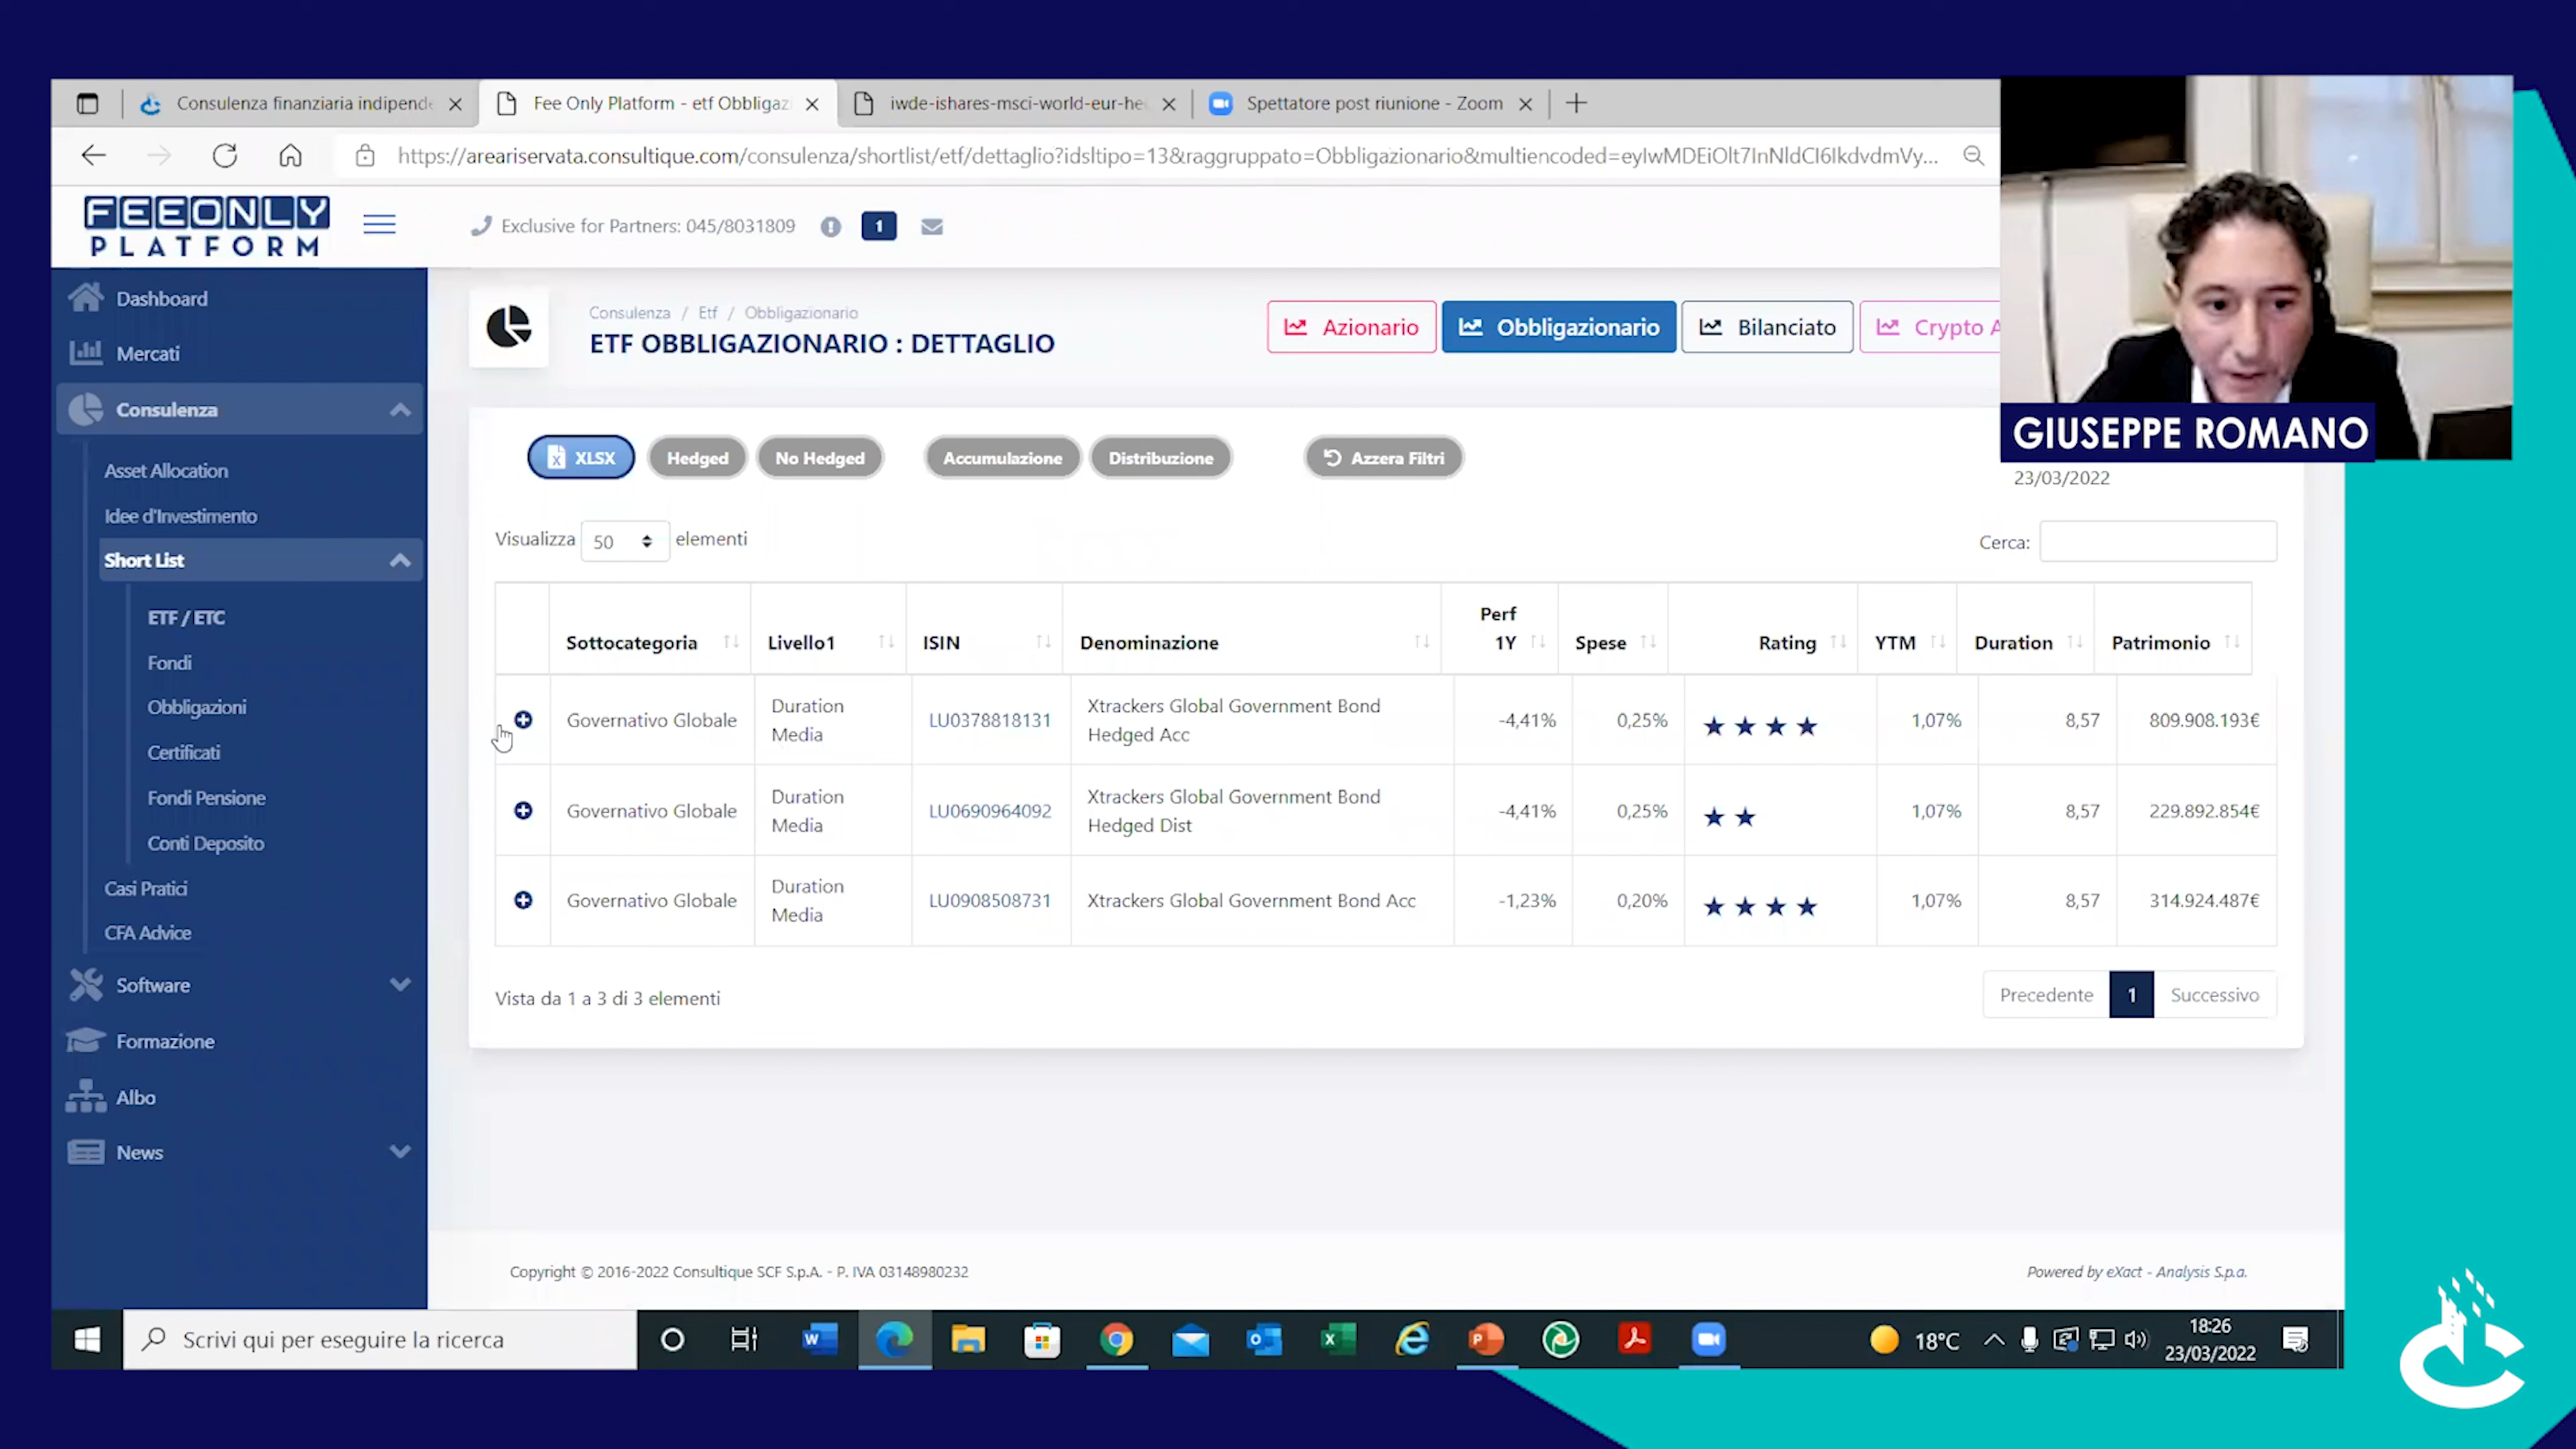 Consulenza finanziaria indipende
Fee Only Platform - etf Obbligazi
iwde-ishares-msci-world-eur-he
Spettatore post riunione - Zoom
https://areariservata.consultique.com/consulenza/shortlist/etf/dettaglio?idsltipo=13&raggruppato=Obbligazionario&multiencoded=
FEEONLY
PLATFORM
Exclusive for Partners: 045/8031809
1
Dashboard
Mercati
Consulenza
Asset Allocation
Idee d'Investimento
Short List
ETF / ETC
Fondi
Obbligazioni
Certificati
Fondi Pensione
Conti Deposito
Casi Pratici
CFA Advice
Software
Formazione
Albo
News
Consulenza / Etf / Obbligazionario
ETF OBBLIGAZIONARIO : DETTAGLIO
Azionario
Obbligazionario
Bilanciato
Crypto A
GIUSEPPE ROMANO
23/03/2022
XLSX
Hedged
No Hedged
Accumulazione
Distribuzione
Azzera Filtri
Visualizza 50 elementi
Cerca:
Sottocategoria Livello1 ISIN Denominazione Perf 1Y Spese Rating YTM Duration Patrimonio
Governativo Globale Duration Media LU0378818131 Xtrackers Global Government Bond Hedged Acc -4,41% 0,25% ★★★★ 1,07% 8,57 809.908.193€
Governativo Globale Duration Media LU0690964092 Xtrackers Global Government Bond Hedged Dist -4,41% 0,25% ★★ 1,07% 8,57 229.892.854€
Governativo Globale Duration Media LU0908508731 Xtrackers Global Government Bond Acc -1,23% 0,20% ★★★★ 1,07% 8,57 314.924.487€
Vista da 1 a 3 di 3 elementi
Precedente 1 Successivo
Copyright © 2016-2022 Consultique SCF S.p.A. - P. IVA 03148980232
Powered by eXact - Analysis S.p.a.
Scrivi qui per eseguire la ricerca
18°C
18:26
23/03/2022